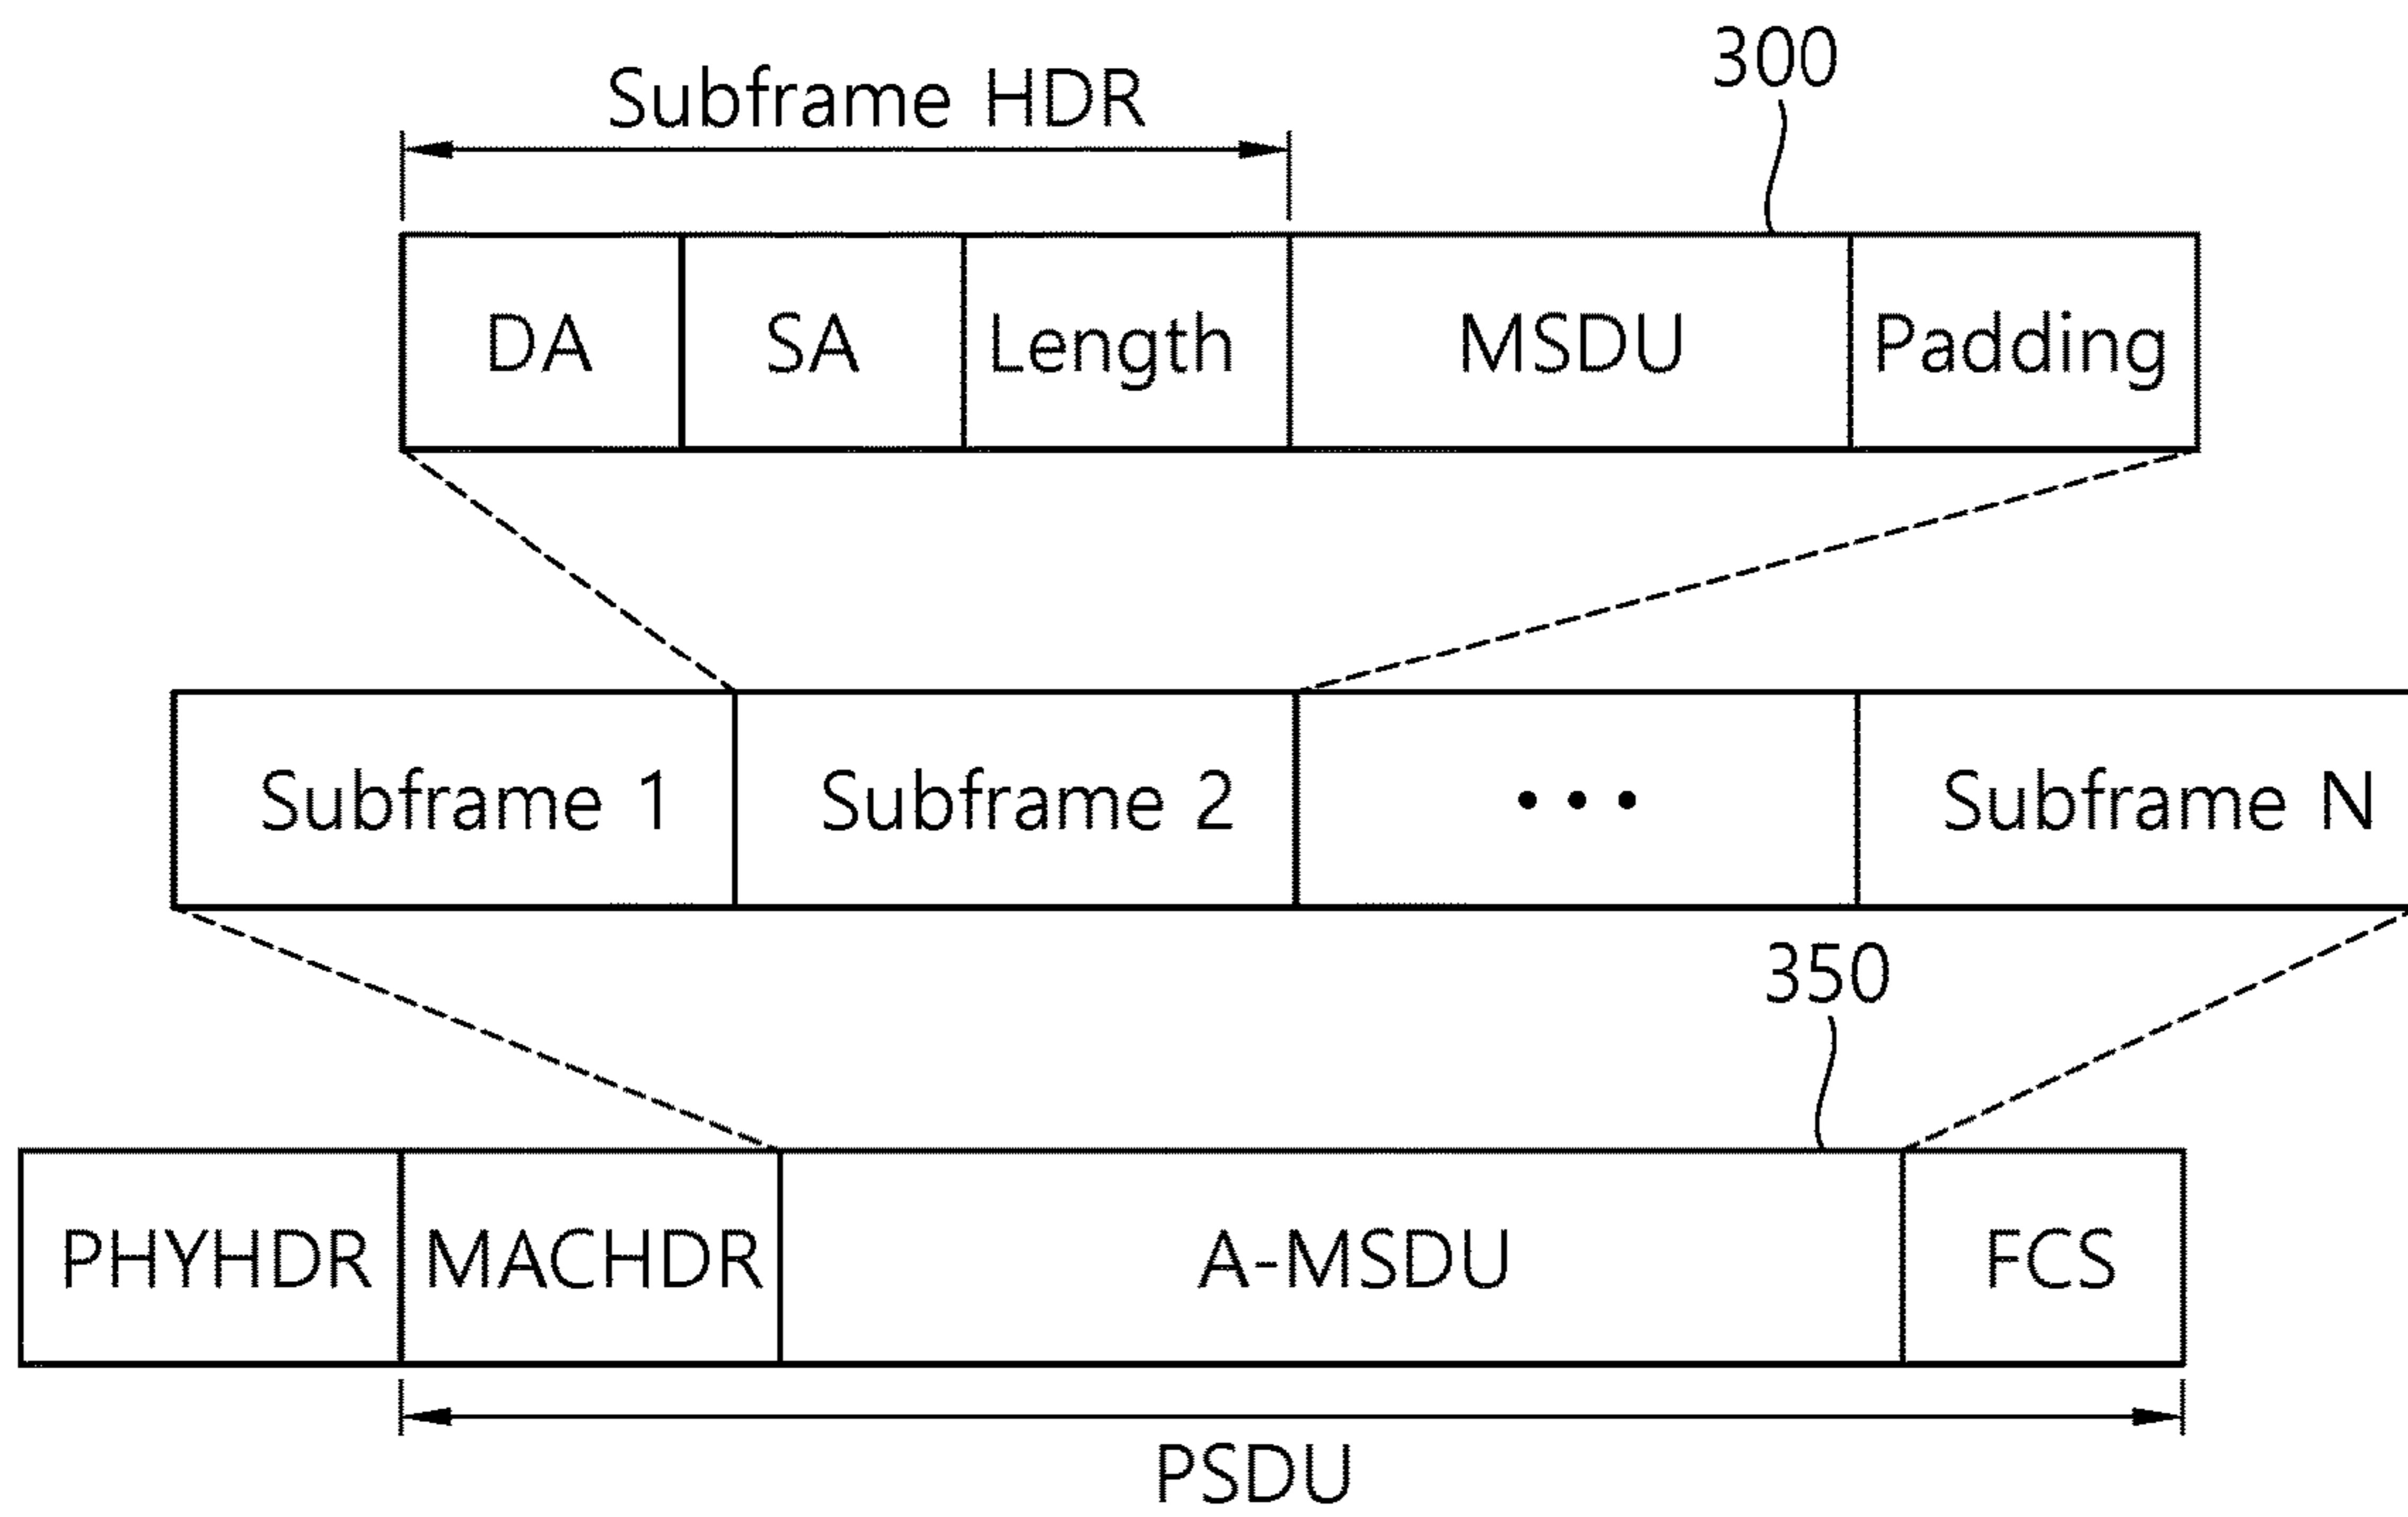 300
Subframe HDR
DA SA Length MSDU Padding
Subframe 1 Subframe 2 ••• Subframe N
350
PHYHDR MACHDR A-MSDU FCS
PSDU